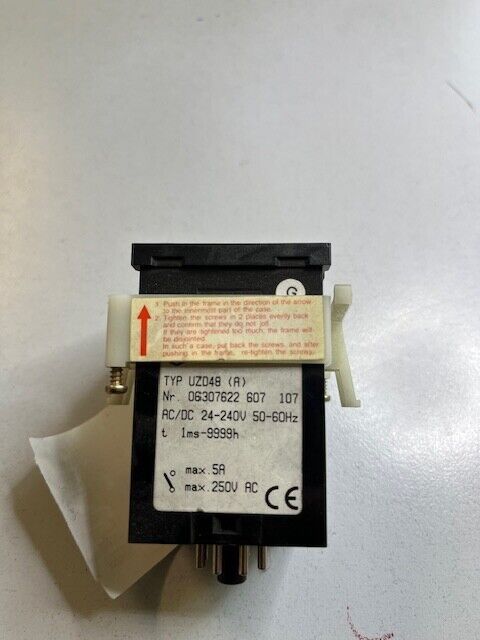 1. Push in the frame in the direction of the arrow
to the innermost part of the case.
2. Tighten the screws in 2 places evenly back
and confirm that they do not joll.
If they are tightened too much, the frame will
be disjointed.
In such a case, put back the screws, and after
pushing in the frame, re-tighten the screws.
TYP UZD48 (A)
Nr. 06307622 607 107
AC/DC 24-240V 50-60Hz
t 1ms-9999h
max.5A
max.250V AC
CE